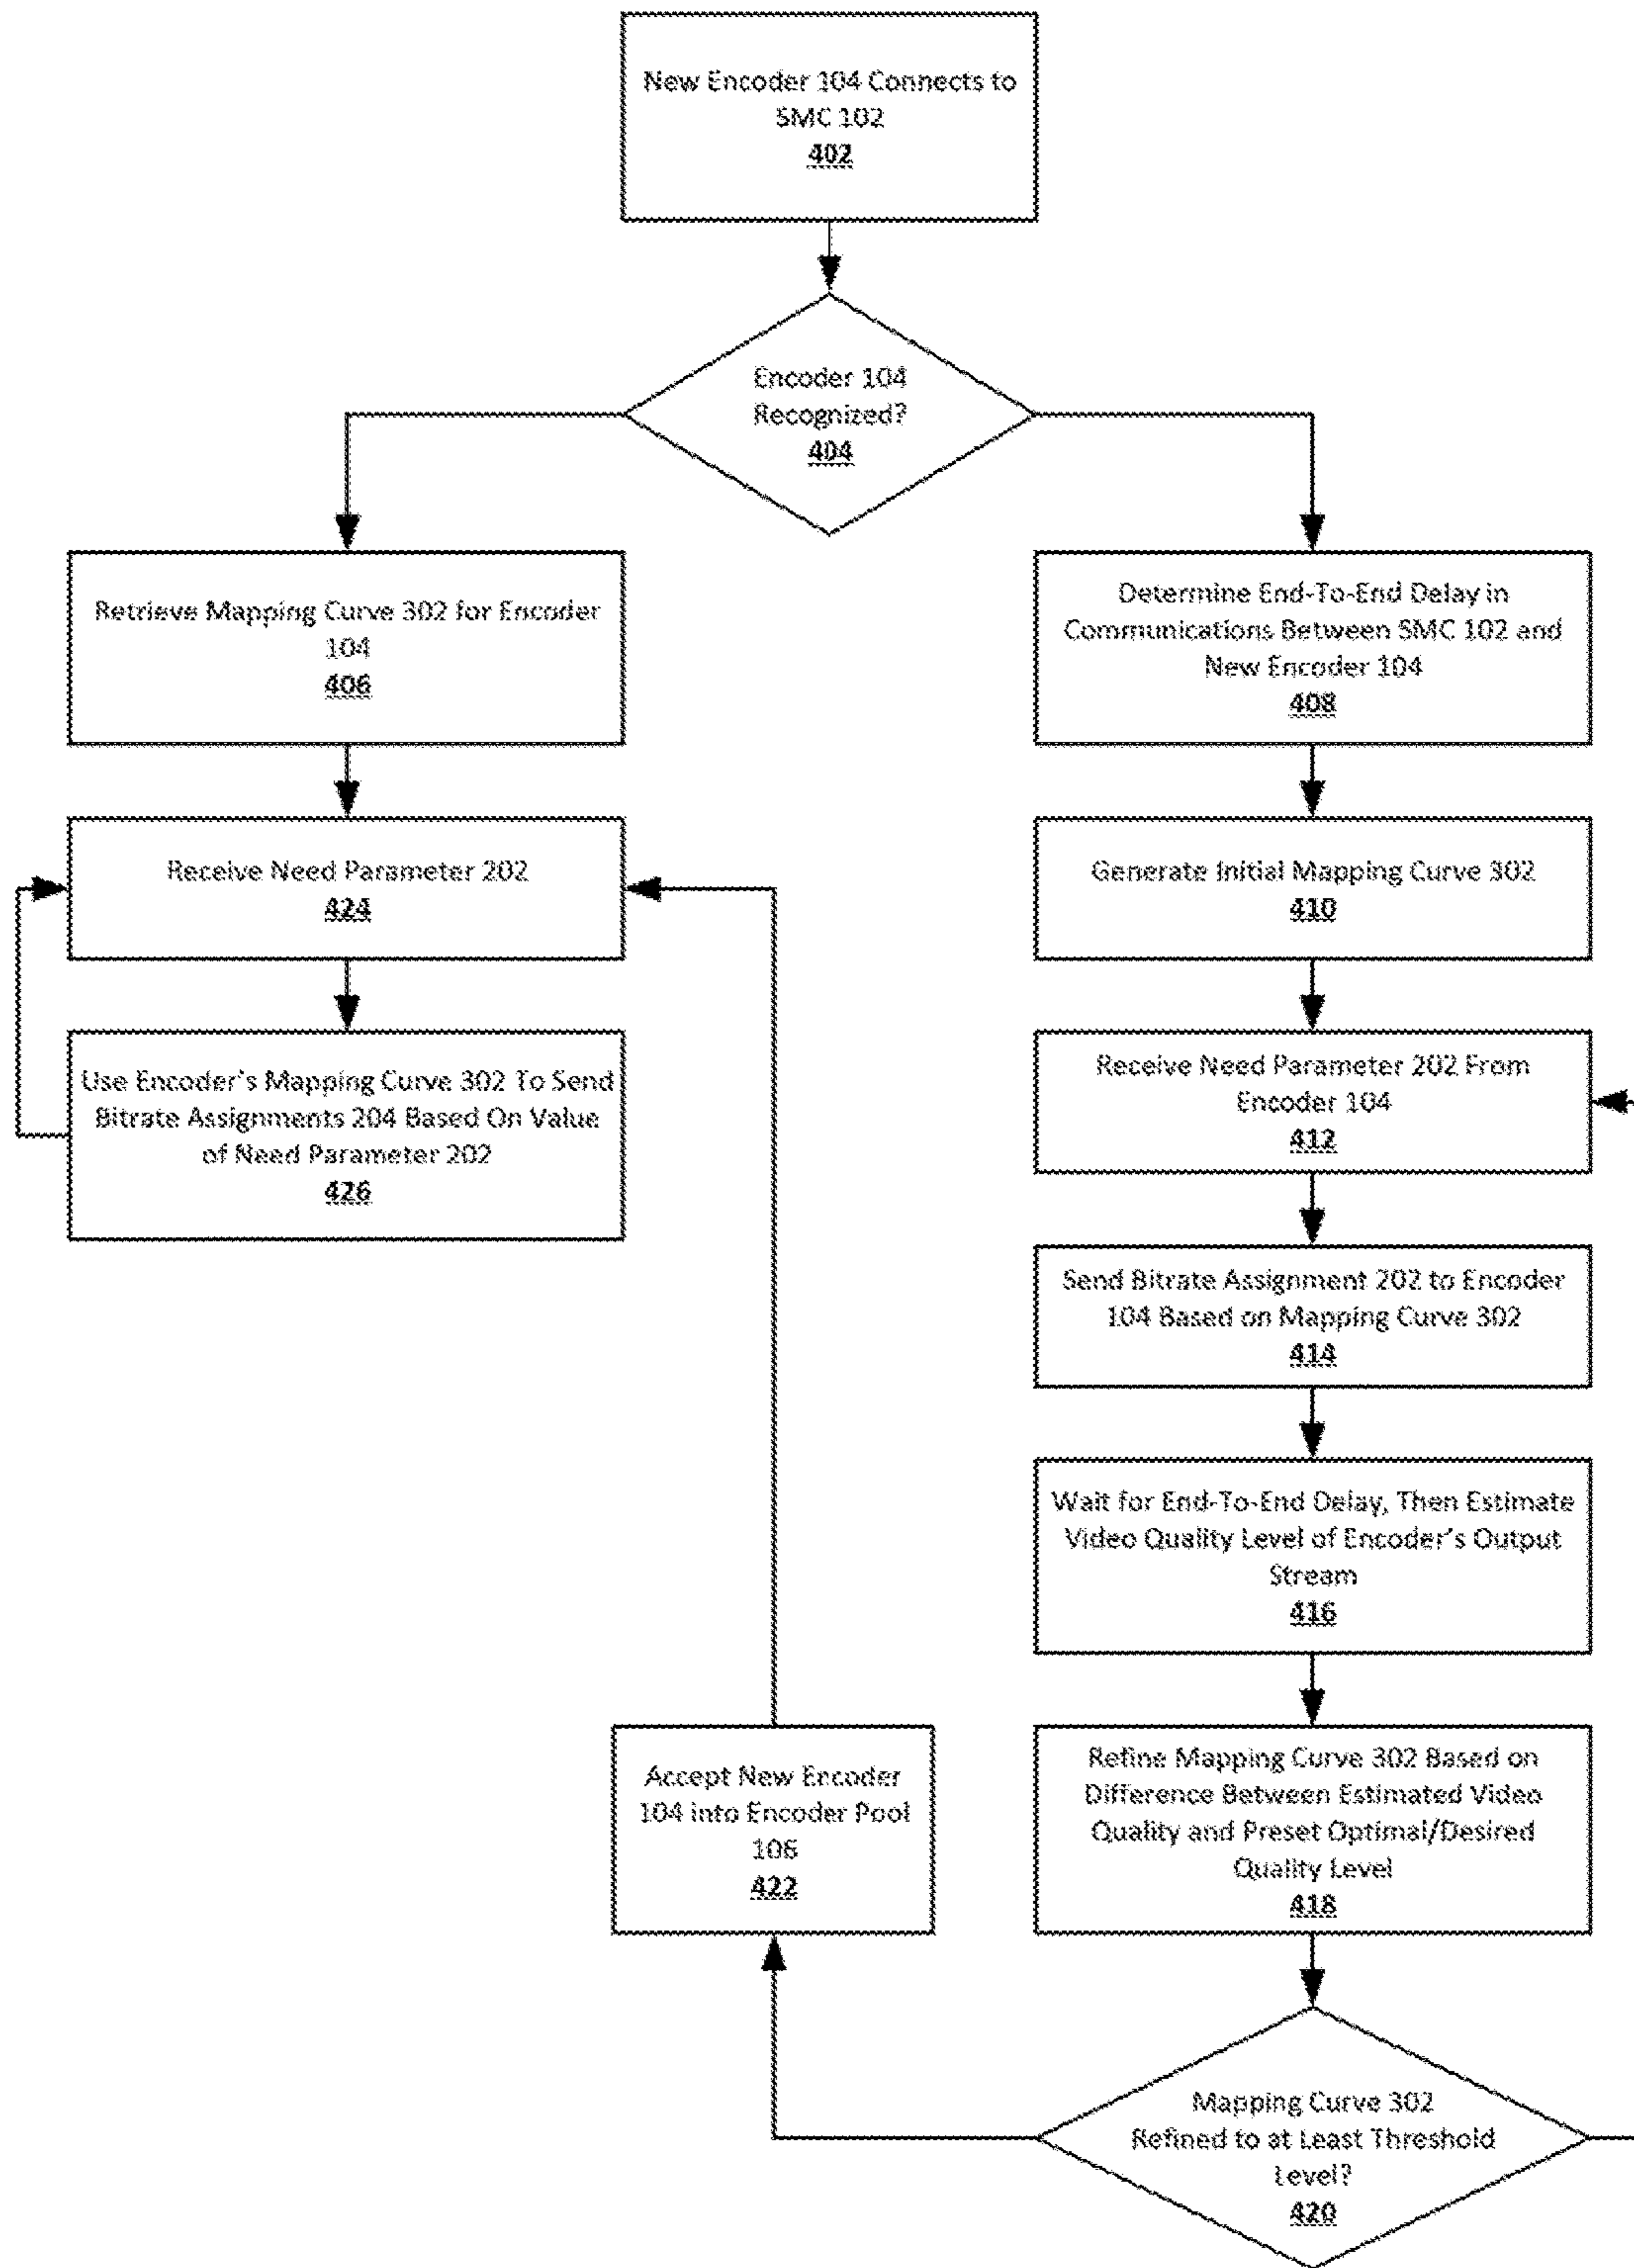 New Encoder 104 Connects to
SMC 102
402
Encoder 104
Recognized?
404
Retrieve Mapping Curve 302 for Encoder
104
406
Determine End-To-End Delay in
Communications Between SMC 102 and
New Encoder 104
408
Receive Need Parameter 202
424
Generate Initial Mapping Curve 302
410
Use Encoder's Mapping Curve 302 To Send
Bitrate Assignments 204 Based On Value
of Need Parameter 202
426
Receive Need Parameter 202 From
Encoder 104
412
Send Bitrate Assignment 202 to Encoder
104 Based on Mapping Curve 302
414
Wait for End-To-End Delay, Then Estimate
Video Quality Level of Encoder's Output
Stream
416
Accept New Encoder
104 into Encoder Pool
106
422
Refine Mapping Curve 302 Based on
Difference Between Estimated Video
Quality and Preset Optimal/Desired
Quality Level
418
Mapping Curve 302
Refined to at Least Threshold
Level?
420